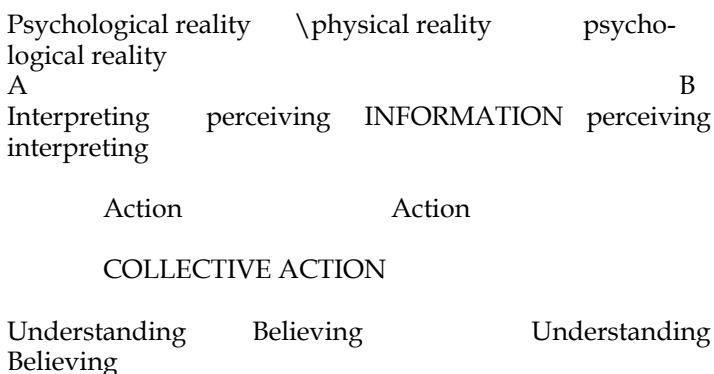 Psychological reality \physical reality psycho-
logical reality
A B
Interpreting perceiving INFORMATION perceiving
interpreting
Action Action
COLLECTIVE ACTION
Understanding Believing Understanding
Believing